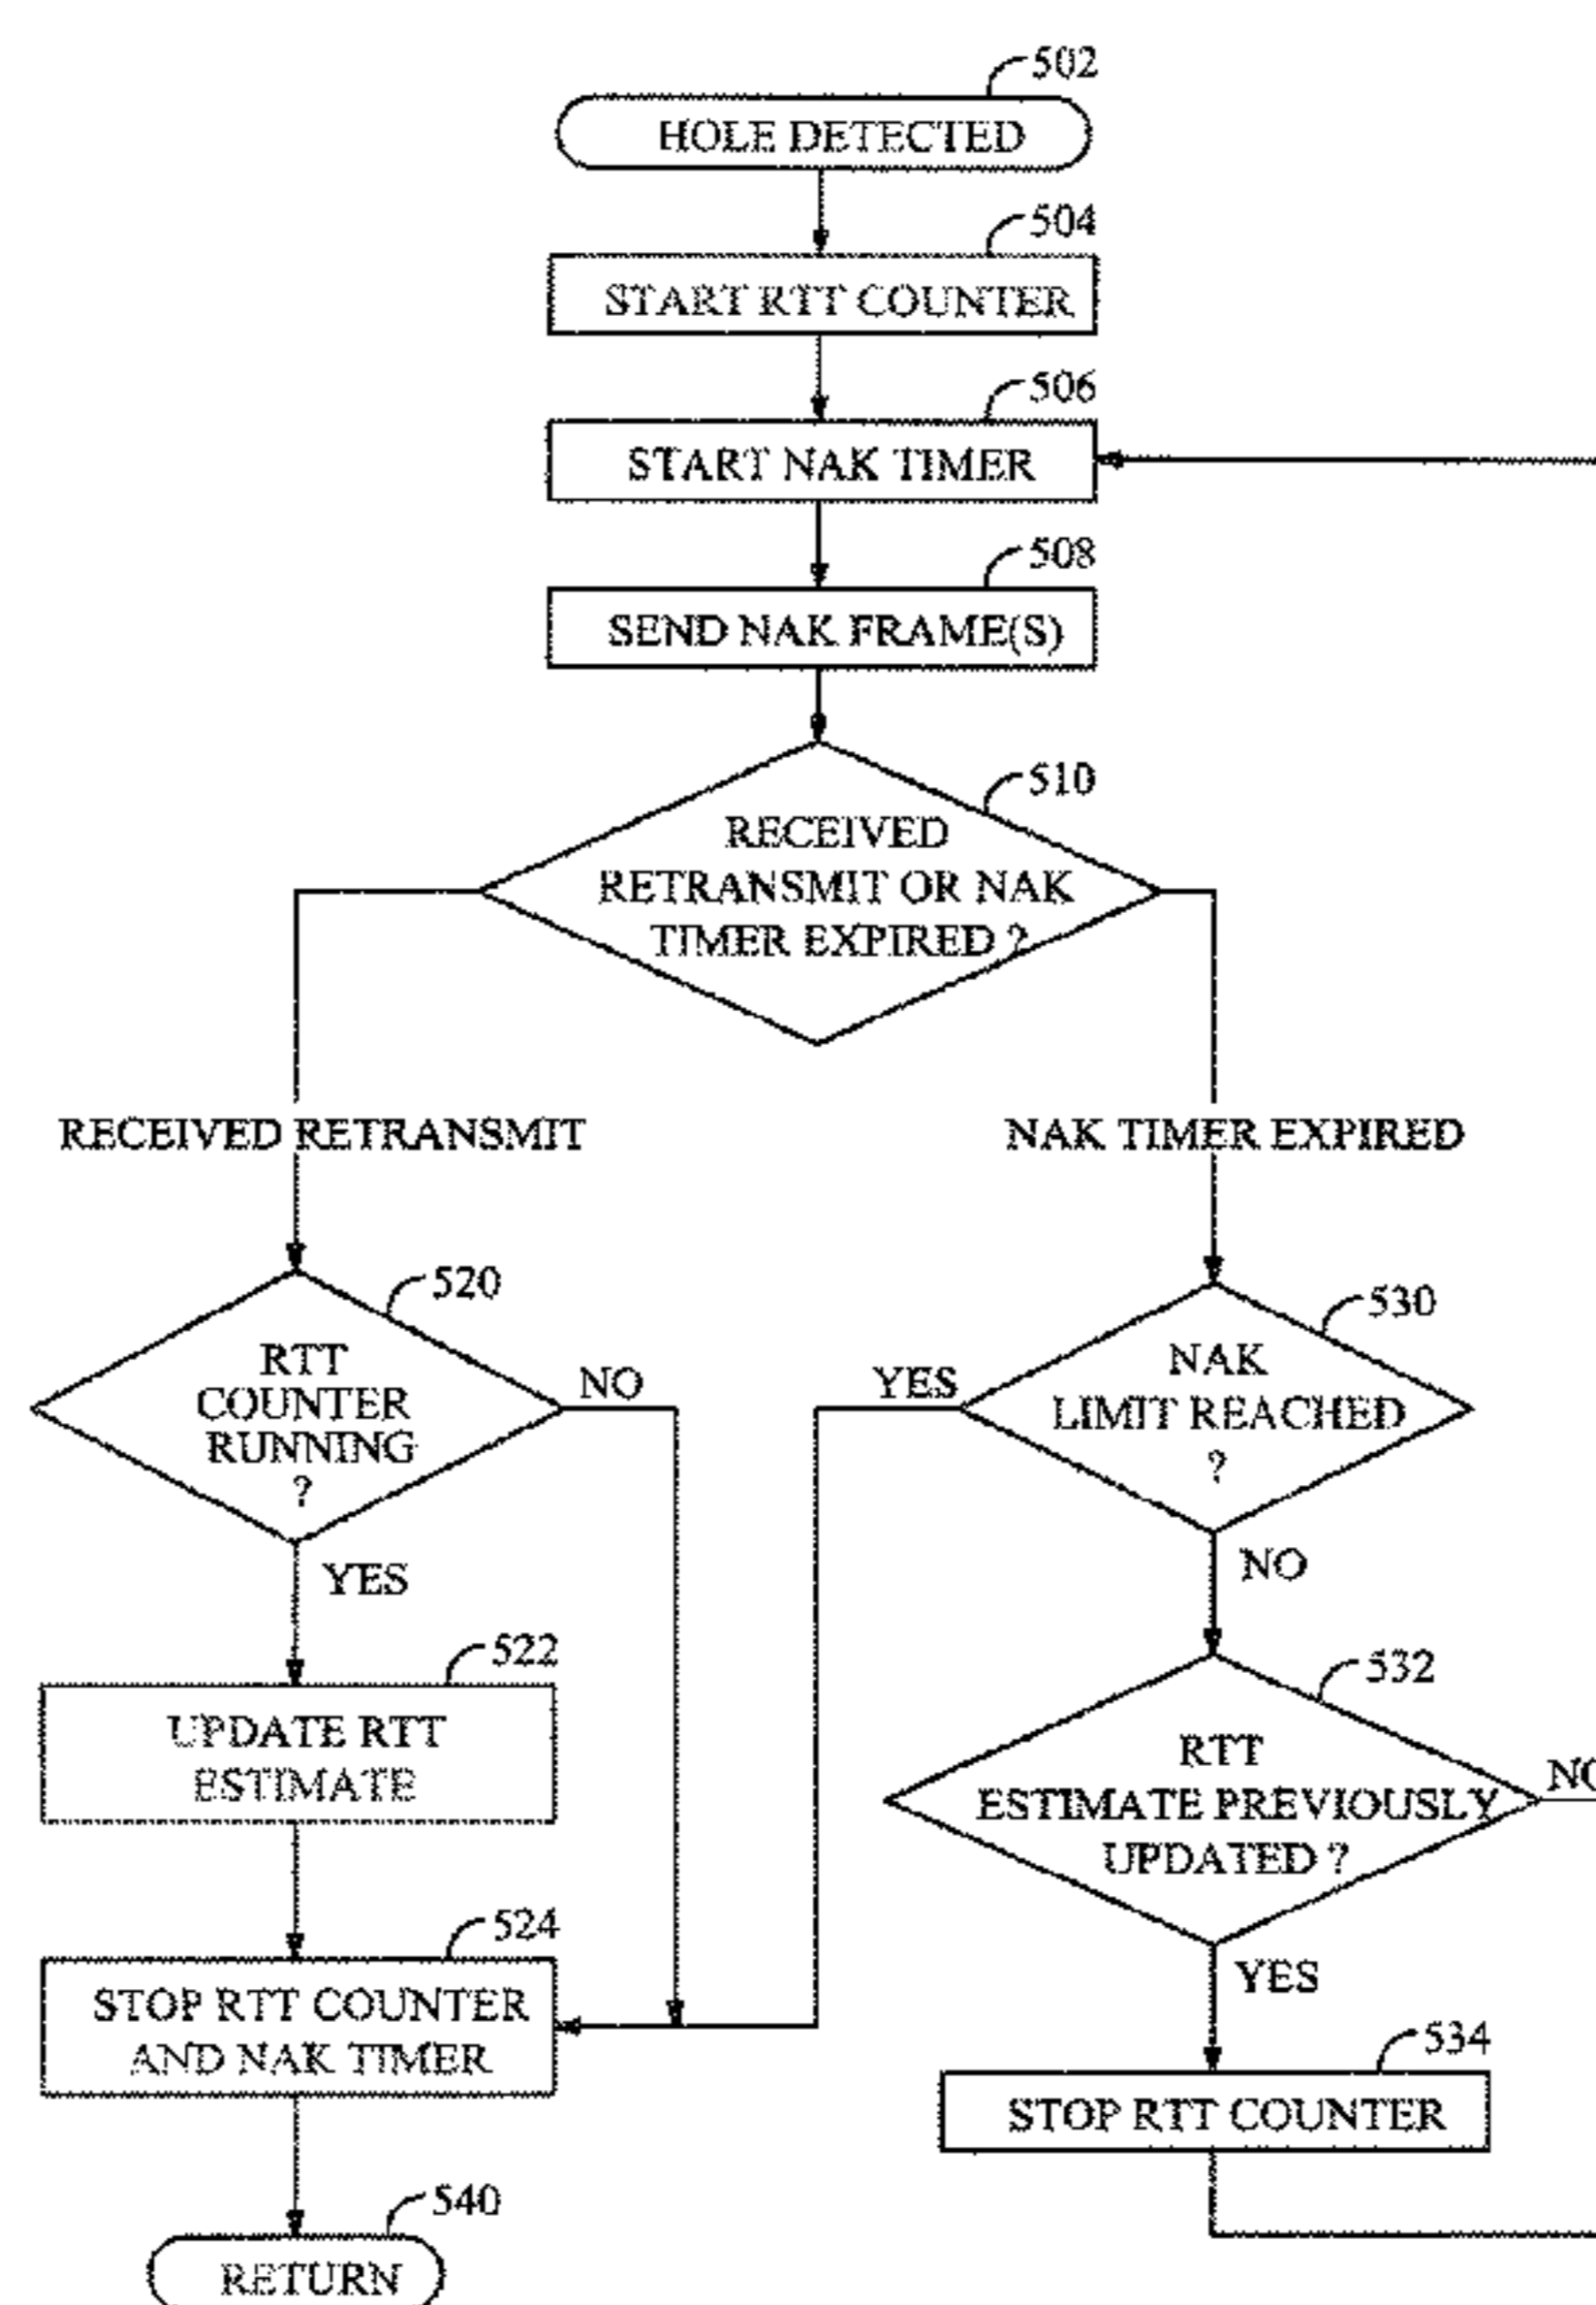 502
HOLE DETECTED
504
START RTT COUNTER
506
START NAK TIMER
508
SEND NAK FRAME(S)
510
RECEIVED
RETRANSMIT OR NAK
TIMER EXPIRED ?
RECEIVED RETRANSMIT
NAK TIMER EXPIRED
520
RTT
COUNTER
RUNNING
?
NO
YES
530
NAK
LIMIT REACHED
?
YES
NO
522
UPDATE RTT
ESTIMATE
532
RTT
ESTIMATE PREVIOUSLY
UPDATED ?
NO
YES
524
STOP RTT COUNTER
AND NAK TIMER
534
STOP RTT COUNTER
540
RETURN